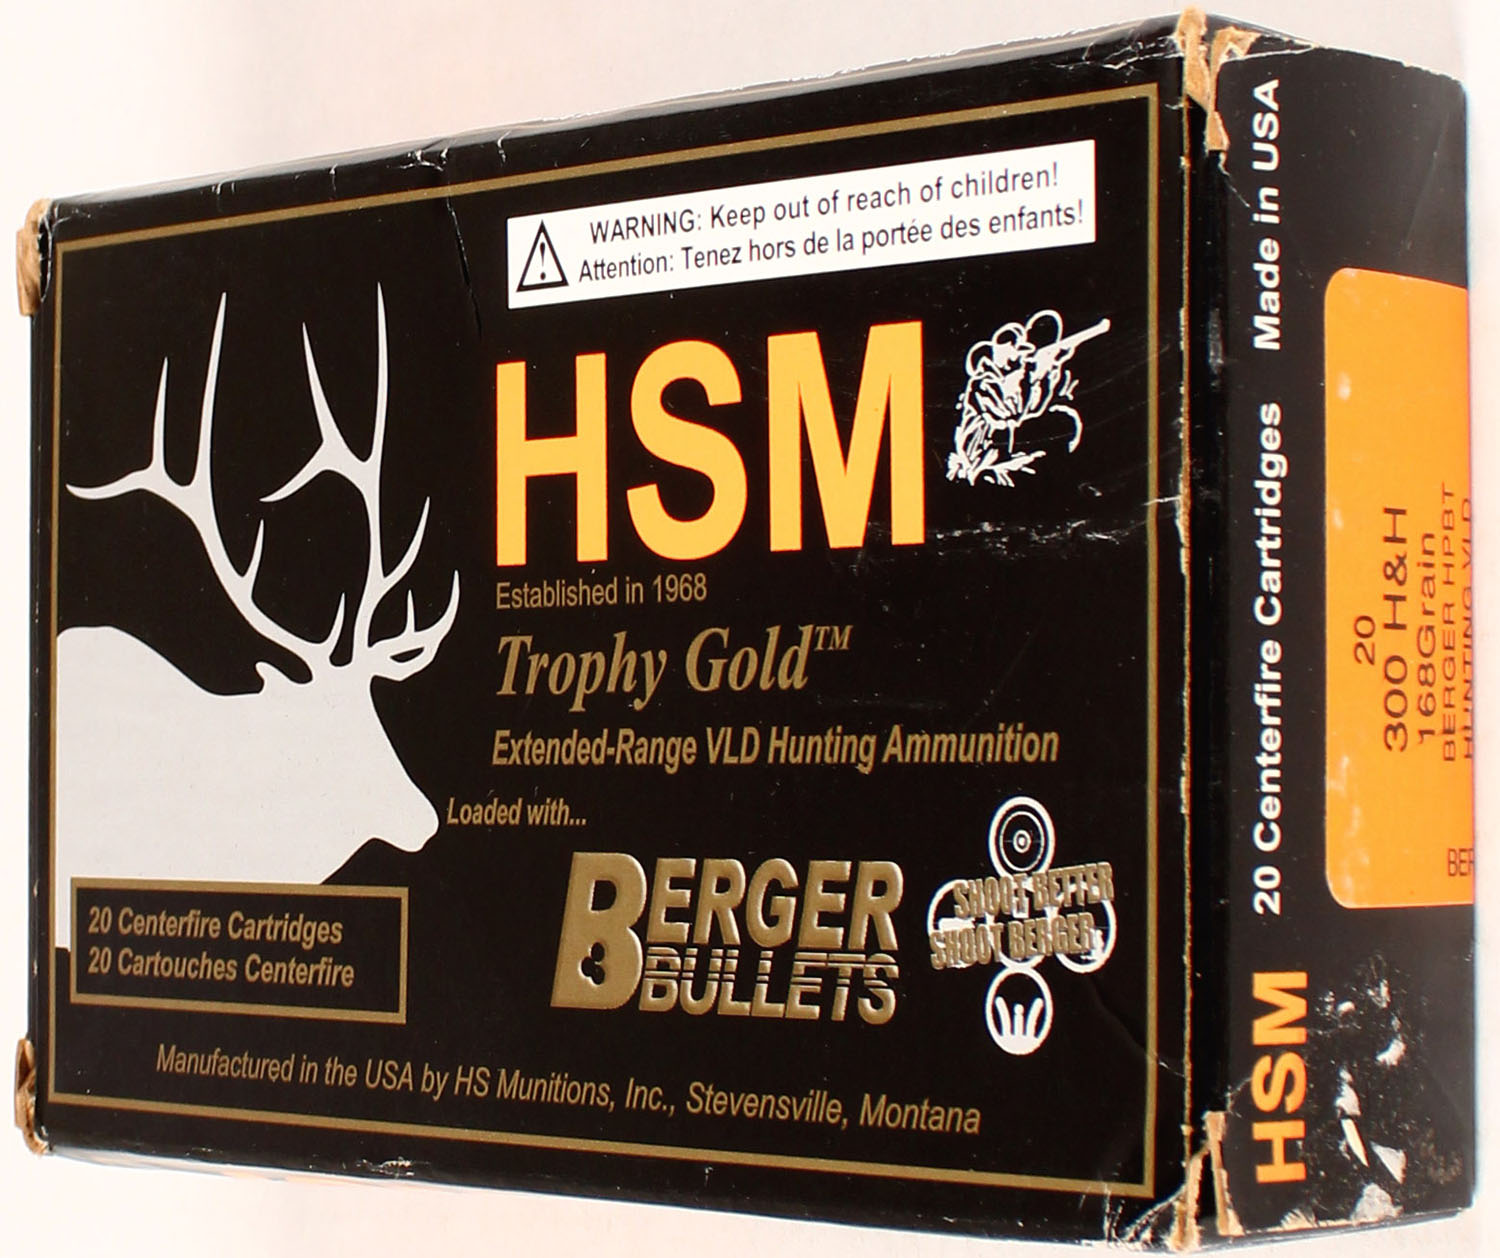 WARNING: Keep out of reach of children!
Attention: Tenez hors de la portée des enfants!
HSM
Established in 1968
Trophy Gold™
Extended-Range VLD Hunting Ammunition
Loaded with...
BERGER
BULLETS
SHOOT BETTER
SHOOT BERGER
20 Centerfire Cartridges
20 Cartouches Centerfire
Manufactured in the USA by HS Munitions, Inc., Stevensville, Montana
HSM 20 Centerfire Cartridges Made in USA
20
300 H&H
168Grain
BERGER HPBT
HUNTING VLD